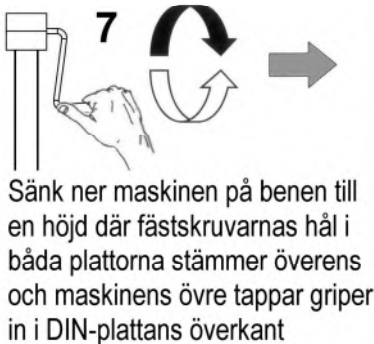 7
Sänk ner maskinen på benen till
en höjd där fästskruvarnas hål i
båda plattorna stämmer överens
och maskinens övre tappar griper
in i DIN-plattans överkant